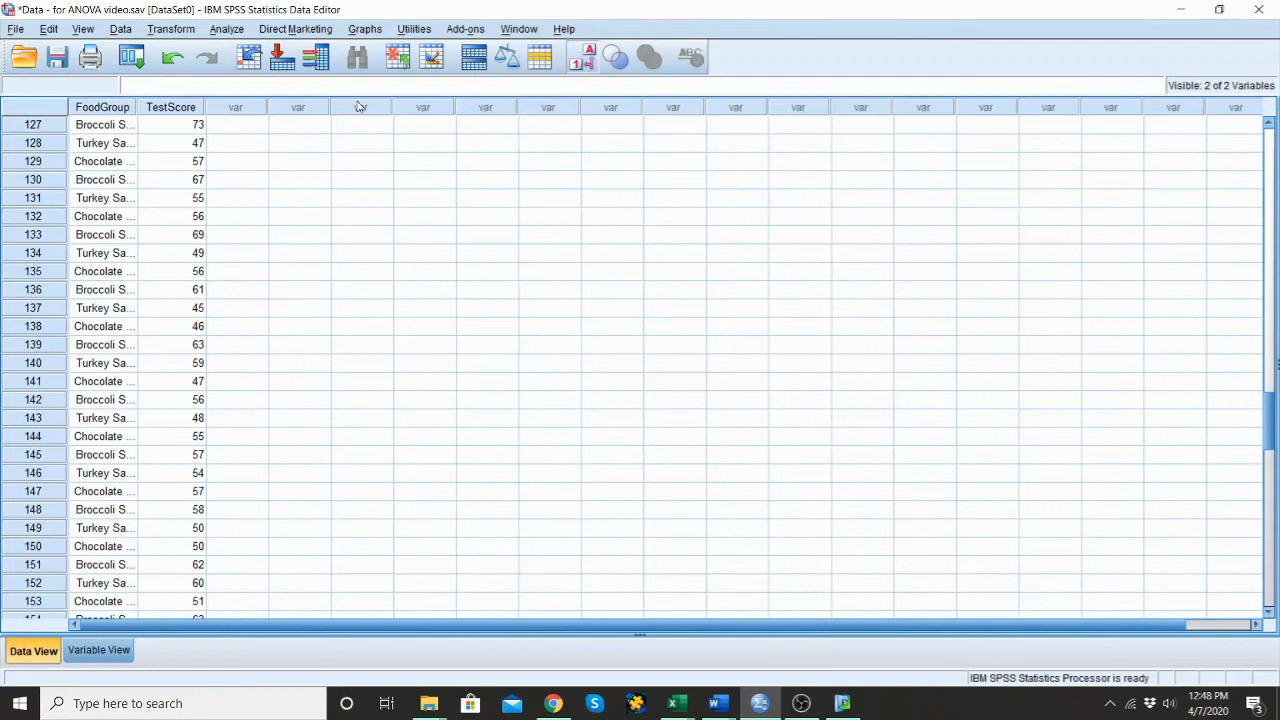 *Data - for ANOVA video.sav [DataSet0] - IBM SPSS Statistics Data Editor
File Edit View Data Transform Analyze Direct Marketing Graphs Utilities Add-ons Window Help
Visible: 2 of 2 Variables
FoodGroup TestScore var var var var var var var var var var var var var var var var var
127 Broccoli S... 73
128 Turkey Sa... 47
129 Chocolate ... 57
130 Broccoli S... 67
131 Turkey Sa... 55
132 Chocolate ... 56
133 Broccoli S... 69
134 Turkey Sa... 49
135 Chocolate ... 56
136 Broccoli S... 61
137 Turkey Sa... 45
138 Chocolate ... 46
139 Broccoli S... 63
140 Turkey Sa... 59
141 Chocolate ... 47
142 Broccoli S... 56
143 Turkey Sa... 48
144 Chocolate ... 55
145 Broccoli S... 57
146 Turkey Sa... 54
147 Chocolate ... 57
148 Broccoli S... 58
149 Turkey Sa... 50
150 Chocolate ... 50
151 Broccoli S... 62
152 Turkey Sa... 60
153 Chocolate ... 51
Data View Variable View
IBM SPSS Statistics Processor is ready
Type here to search
12:48 PM
4/7/2020
3